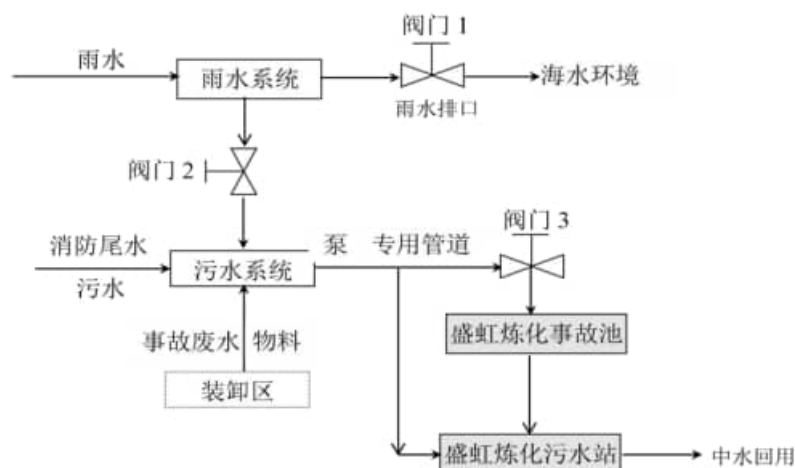 阀门 1
雨水
雨水系统
海水环境
雨水排口
阀门 2
阀门 3
消防尾水
污水
污水系统
泵 专用管道
事故废水 物料
盛虹炼化事故池
装卸区
盛虹炼化污水站
中水回用